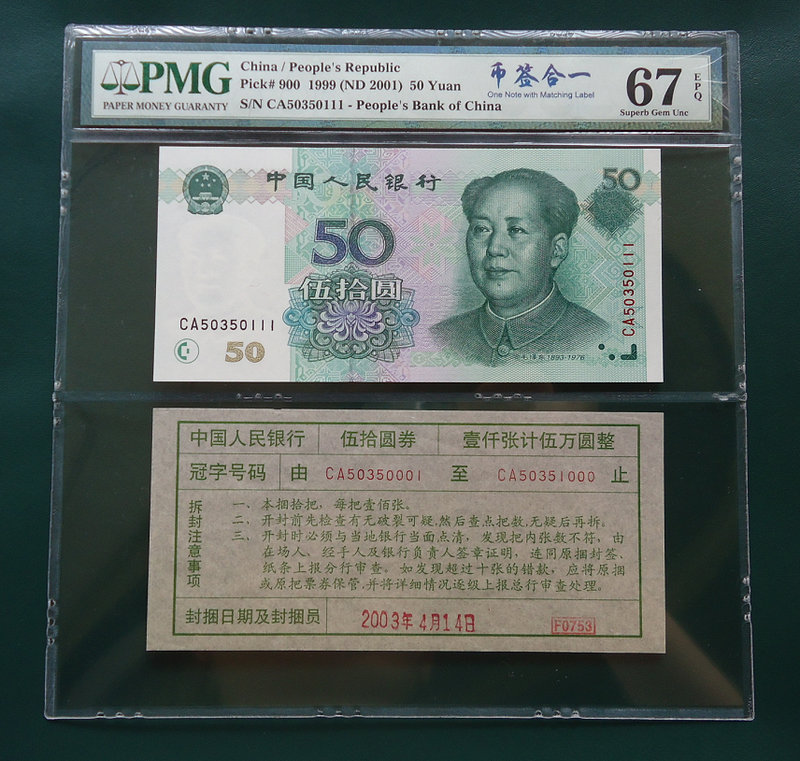 PMG
PAPER MONEY GUARANTY
China / People's Republic
Pick# 900 1999 (ND 2001) 50 Yuan
S/N CA50350111 - People's Bank of China
币签合一
One Note with Matching Label
67
EPQ
Superb Gem Unc
中国人民银行
50
50
伍拾圆
CA50350111
CA50350111
50
毛泽东 1893-1976
中国人民银行 伍拾圆券 壹仟张计伍万圆整
冠字号码 由 CA50350001 至 CA50351000 止
拆封注意事项
一、本捆拾把，每把壹佰张。
二、开封前先检查有无破裂可疑，然后查点把数，无疑后再拆。
三、开封时必须与当地银行当面点清，发现把内张数不符，由
在场人、经手人及银行负责人签章证明，连同原捆封签、
纸条上报分行审查。如发现超过十张的错款，应将原捆
或原把票券保管，并将详细情况逐级上报总行审查处理。
封捆日期及封捆员 2003年4月14日 F0753